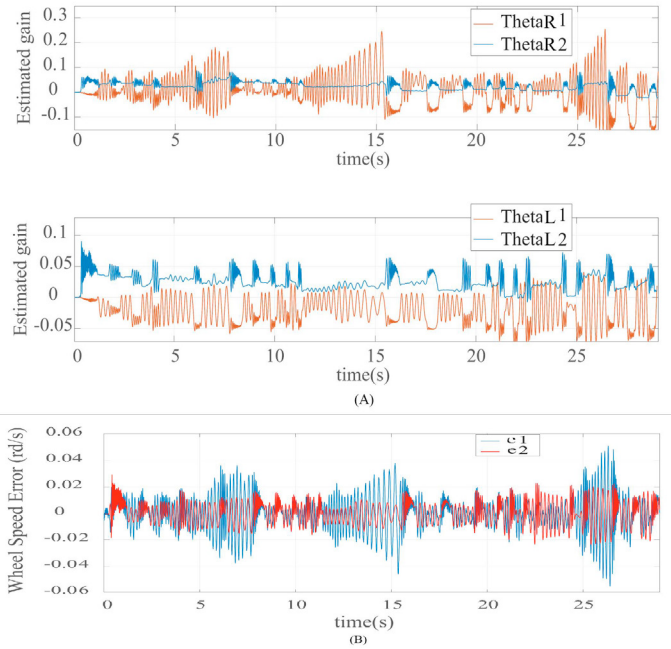 0.3
ThetaR1
ThetaR2
0.2
0.1
0
-0.1
Estimated gain
0 5 10 15 20 25
time(s)
ThetaL1
ThetaL2
0.1
0.05
0
-0.05
Estimated gain
0 5 10 15 20 25
time(s)
(A)
0.06
e1
e2
0.04
0.02
0
-0.02
-0.04
-0.06
Wheel Speed Error (rd/s)
0 5 10 15 20 25
time(s)
(B)